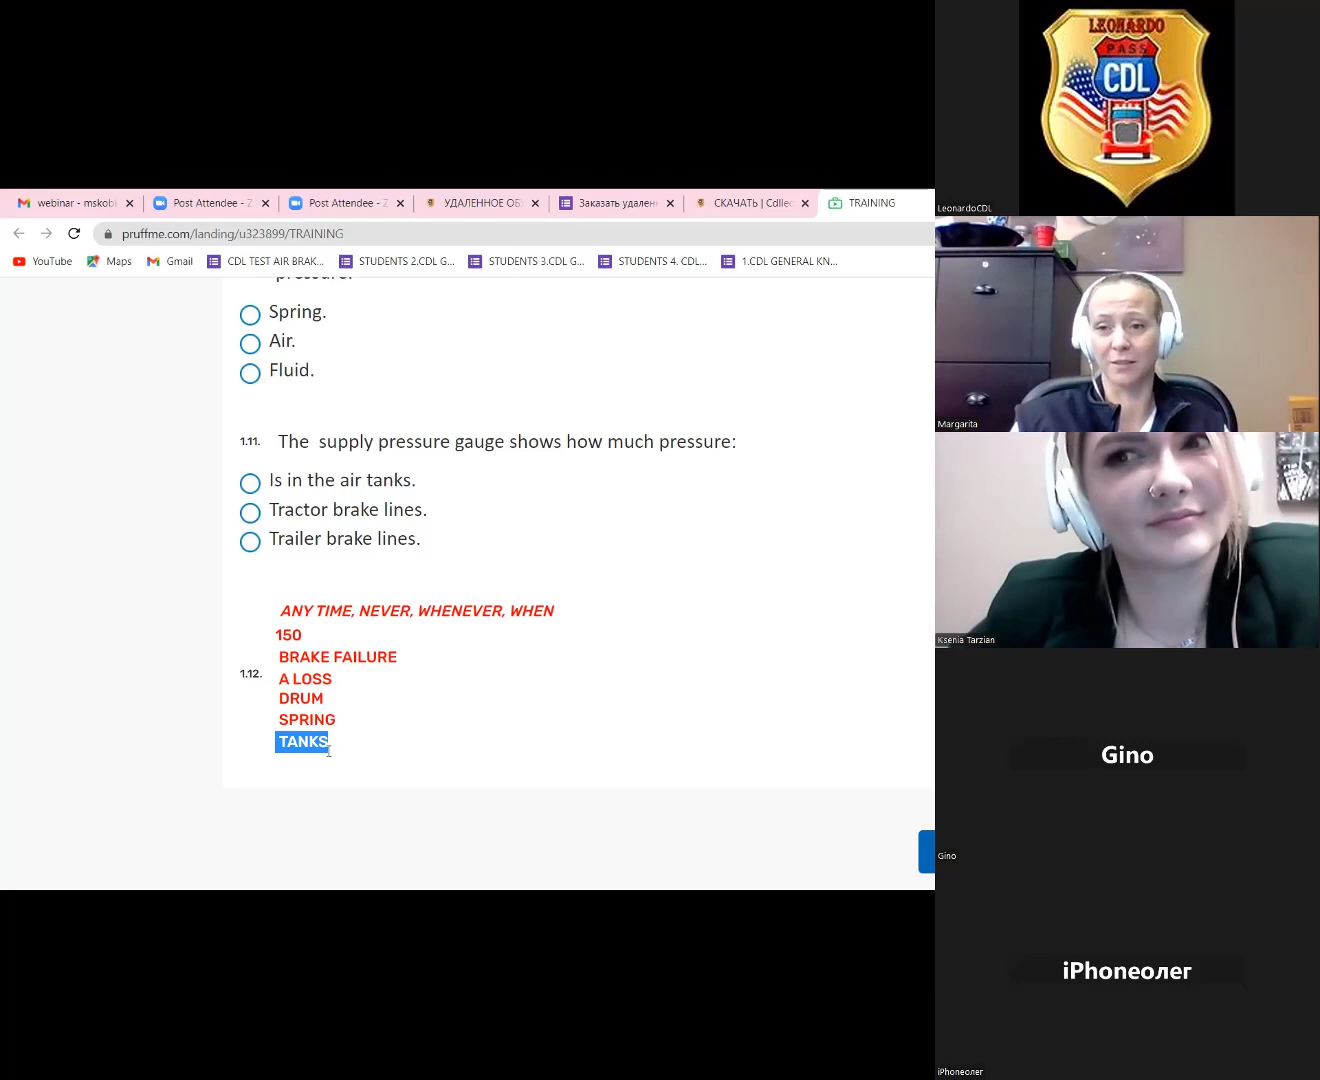 LEONARDO
PASS
CDL
LeonardoCDL
webinar - mskob
Post Attendee - Z
Post Attendee - Z
УДАЛЕННОЕ ОБ
Заказать удален
СКАЧАТЬ | Cdllec
TRAINING
pruffme.com/landing/u323899/TRAINING
YouTube
Maps
Gmail
CDL TEST AIR BRAK...
STUDENTS 2.CDL G...
STUDENTS 3.CDL G...
STUDENTS 4. CDL...
1.CDL GENERAL KN...
pressure.
Spring.
Air.
Fluid.
1.11. The supply pressure gauge shows how much pressure:
Is in the air tanks.
Tractor brake lines.
Trailer brake lines.
ANY TIME, NEVER, WHENEVER, WHEN
150
BRAKE FAILURE
1.12.
A LOSS
DRUM
SPRING
TANKS
Margarita
Ksenia Tarzian
Gino
Gino
iPhoneолег
iPhoneолег